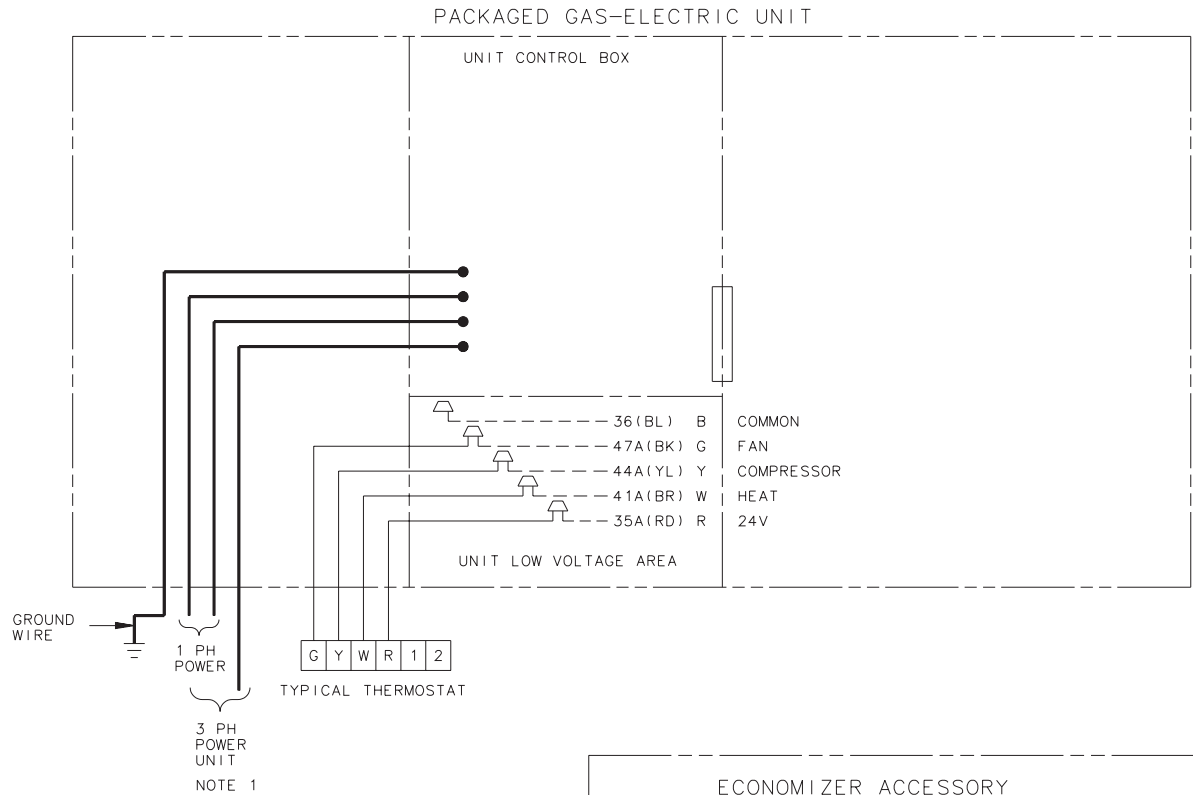 PACKAGED GAS-ELECTRIC UNIT
UNIT CONTROL BOX
36(BL) B COMMON
47A(BK) G FAN
44A(YL) Y COMPRESSOR
41A(BR) W HEAT
35A(RD) R 24V
UNIT LOW VOLTAGE AREA
GROUND
WIRE
1 PH
POWER
G Y W R 1 2
TYPICAL THERMOSTAT
3 PH
POWER
UNIT
NOTE 1
ECONOMIZER ACCESSORY